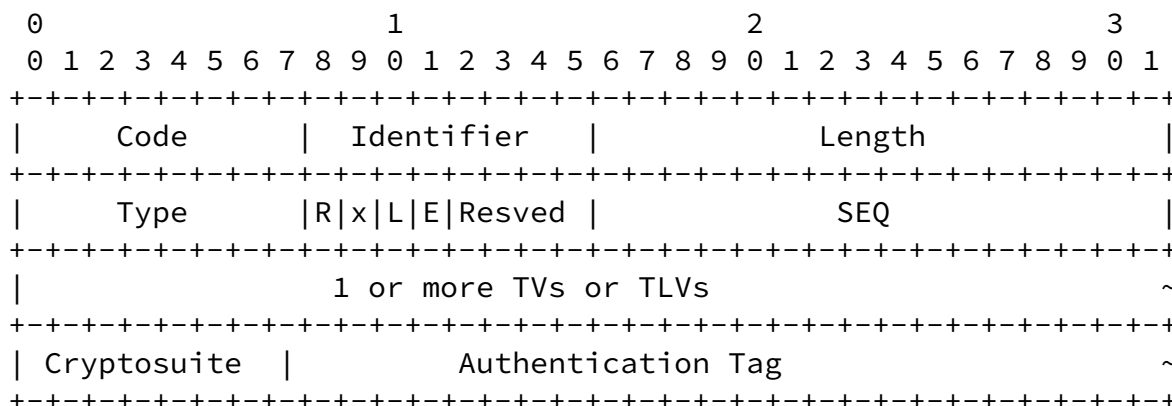 0                   1                   2                   3
 0 1 2 3 4 5 6 7 8 9 0 1 2 3 4 5 6 7 8 9 0 1 2 3 4 5 6 7 8 9 0 1
+-+-+-+-+-+-+-+-+-+-+-+-+-+-+-+-+-+-+-+-+-+-+-+-+-+-+-+-+-+-+-+-+
|     Code      |  Identifier   |            Length             |
+-+-+-+-+-+-+-+-+-+-+-+-+-+-+-+-+-+-+-+-+-+-+-+-+-+-+-+-+-+-+-+-+
|     Type      |R|x|L|E|Resved |             SEQ               |
+-+-+-+-+-+-+-+-+-+-+-+-+-+-+-+-+-+-+-+-+-+-+-+-+-+-+-+-+-+-+-+-+
|                 1 or more TVs or TLVs                         ~
+-+-+-+-+-+-+-+-+-+-+-+-+-+-+-+-+-+-+-+-+-+-+-+-+-+-+-+-+-+-+-+-+
| Cryptosuite  |         Authentication Tag                     ~
+-+-+-+-+-+-+-+-+-+-+-+-+-+-+-+-+-+-+-+-+-+-+-+-+-+-+-+-+-+-+-+-+